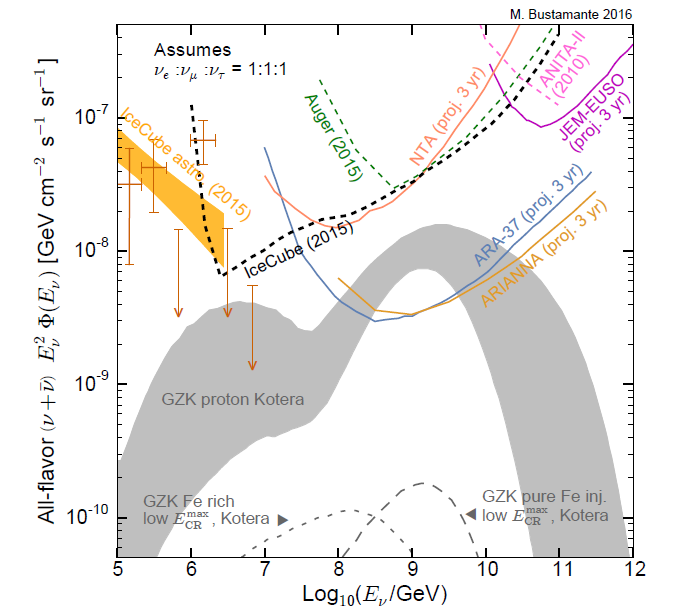 M. Bustamante 2016
Assumes
νe :νμ :ντ = 1:1:1
All-flavor (ν + ν̄) Eν² Φ(Eν) [GeV cm⁻² s⁻¹ sr⁻¹]
10⁻⁷
10⁻⁸
10⁻⁹
10⁻¹⁰
IceCube astro. (2015)
Auger (2015)
NTA (proj. 3 yr)
ANITA-II
(2010)
JEM-EUSO
(proj. 3 yr)
IceCube (2015)
ARA-37 (proj. 3 yr)
ARIANNA (proj. 3 yr)
GZK proton Kotera
GZK Fe rich
low E_CR^max, Kotera ▶
GZK pure Fe inj.
◀ low E_CR^max, Kotera
5 6 7 8 9 10 11 12
Log₁₀(Eν/GeV)